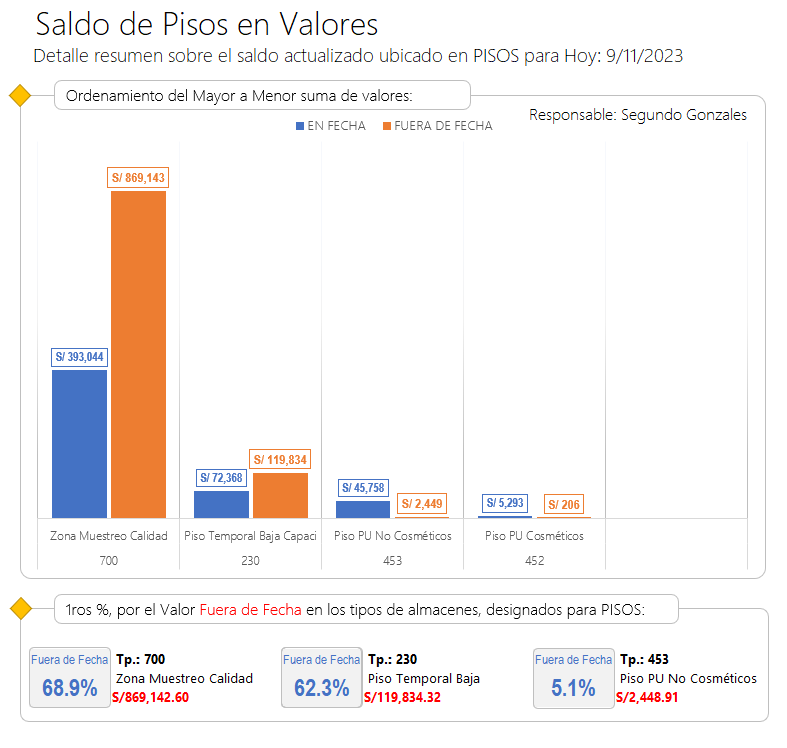 Saldo de Pisos en Valores
Detalle resumen sobre el saldo actualizado ubicado en PISOS para Hoy: 9/11/2023
Ordenamiento del Mayor a Menor suma de valores:
Responsable: Segundo Gonzales
EN FECHA FUERA DE FECHA
S/ 869,143
S/ 393,044
S/ 119,834
S/ 72,368
S/ 45,758
S/ 2,449
S/ 5,293
S/ 206
Zona Muestreo Calidad Piso Temporal Baja Capaci Piso PU No Cosméticos Piso PU Cosméticos
700 230 453 452
1ros %, por el Valor Fuera de Fecha en los tipos de almacenes, designados para PISOS:
Fuera de Fecha
68.9%
Tp.: 700
Zona Muestreo Calidad
S/869,142.60
Fuera de Fecha
62.3%
Tp.: 230
Piso Temporal Baja
S/119,834.32
Fuera de Fecha
5.1%
Tp.: 453
Piso PU No Cosméticos
S/2,448.91